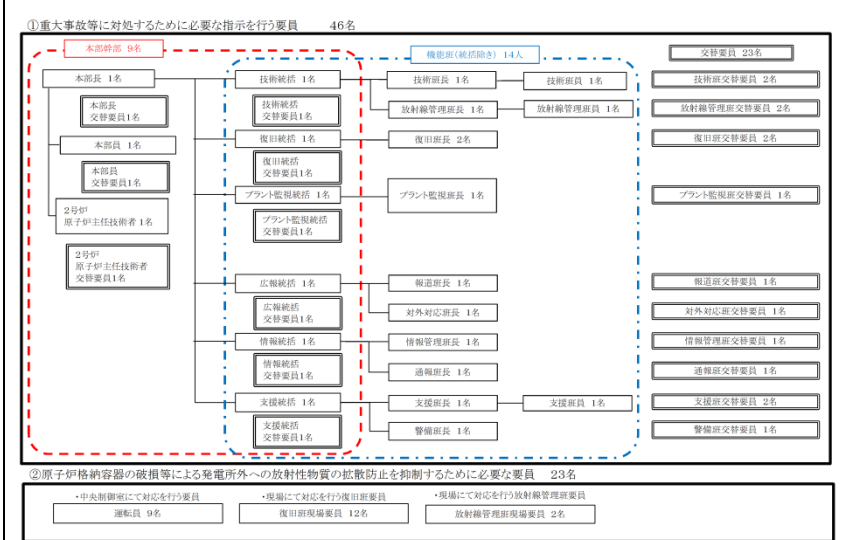 ①重大事故等に対処するために必要な指示を行う要員　46名
本部幹部 9名
機能班(統括除き) 14人
交替要員 23名
本部長 1名
技術統括 1名
技術班長 1名
技術班員 1名
技術班交替要員 2名
本部長
交替要員1名
技術統括
交替要員1名
放射線管理班長 1名
放射線管理班員 1名
放射線管理班交替要員 2名
本部員 1名
復旧統括 1名
復旧班長 2名
復旧班交替要員 2名
本部員
交替要員1名
復旧統括
交替要員1名
プラント監視統括 1名
プラント監視班長 1名
プラント監視班交替要員 1名
2号炉
原子炉主任技術者 1名
プラント監視統括
交替要員1名
2号炉
原子炉主任技術者
交替要員1名
広報統括 1名
報道班長 1名
報道班交替要員 1名
広報統括
交替要員1名
対外対応班長 1名
対外対応班交替要員 1名
情報統括 1名
情報管理班長 1名
情報管理班交替要員 1名
情報統括
交替要員1名
通報班長 1名
通報班交替要員 1名
支援統括 1名
支援班長 1名
支援班員 1名
支援班交替要員 2名
支援統括
交替要員1名
警備班長 1名
警備班交替要員 1名
②原子炉格納容器の破損等による発電所外への放射性物質の拡散防止を抑制するために必要な要員　23名
・中央制御室にて対応を行う要員
・現場にて対応を行う復旧班要員
・現場にて対応を行う放射線管理班要員
運転員 9名
復旧班現場要員 12名
放射線管理班現場要員 2名